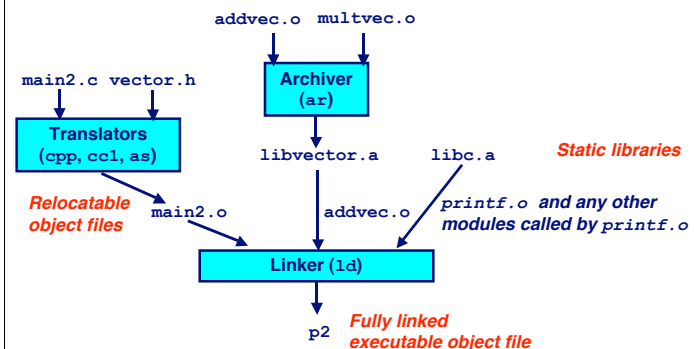 addvec.o multvec.o
main2.c vector.h
Archiver
(ar)
Translators
(cpp, cc1, as)
libvector.a
libc.a
Static libraries
Relocatable
object files
main2.o
addvec.o
printf.o and any other
modules called by printf.o
Linker (ld)
p2
Fully linked
executable object file